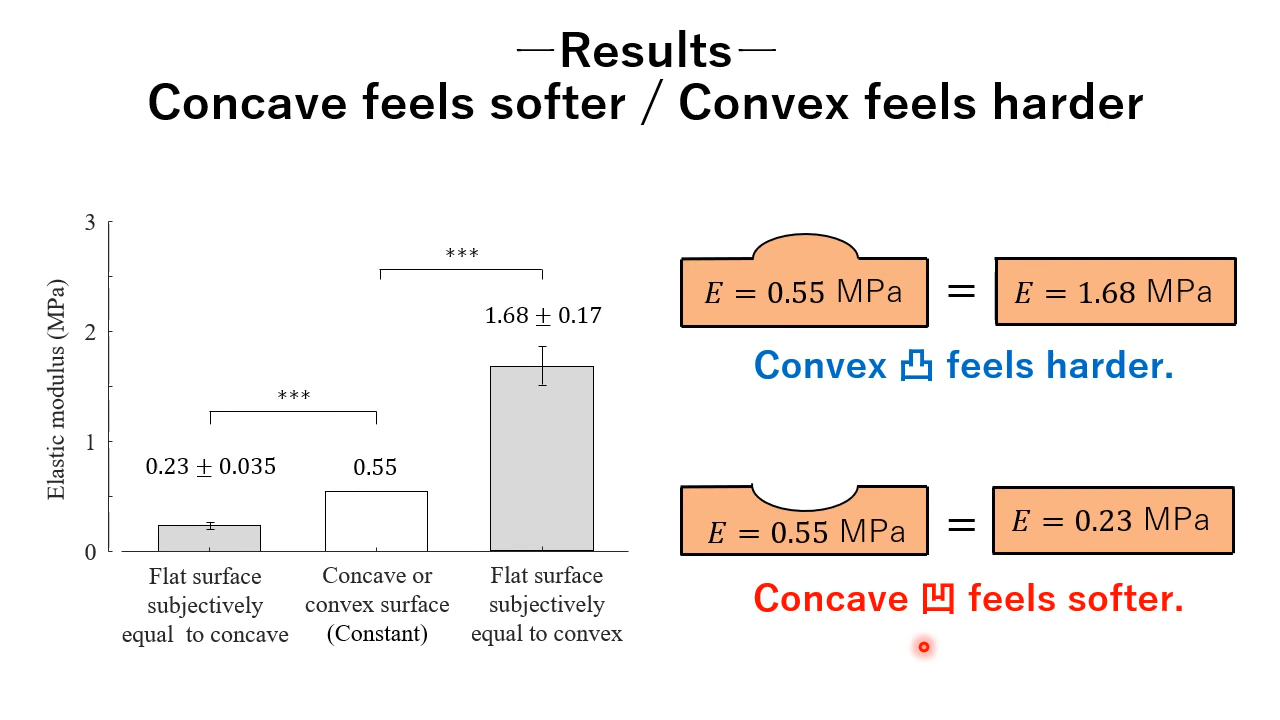 —Results—
Concave feels softer / Convex feels harder
Elastic modulus (MPa)
3
2
1
0
***
***
0.23 ± 0.035
0.55
1.68 ± 0.17
Flat surface
subjectively
equal to concave
Concave or
convex surface
(Constant)
Flat surface
subjectively
equal to convex
E = 0.55 MPa
=
E = 1.68 MPa
Convex 凸 feels harder.
E = 0.55 MPa
=
E = 0.23 MPa
Concave 凹 feels softer.